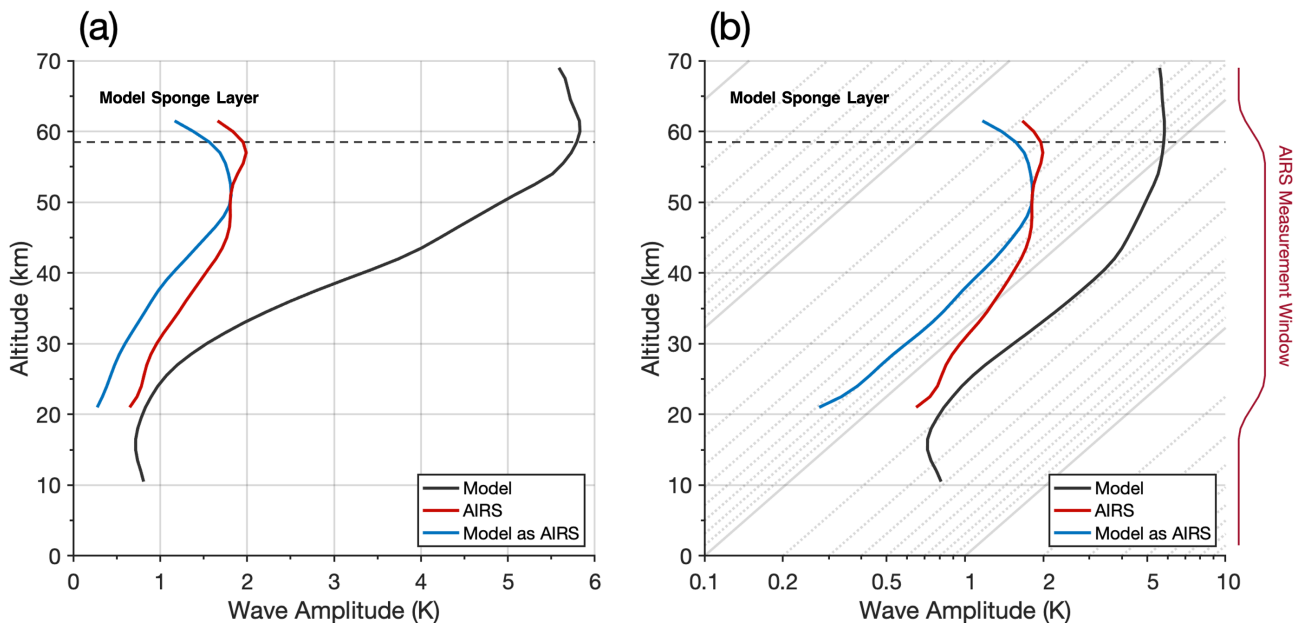 (a)
70
60
50
40
30
20
10
0
Altitude (km)
Model Sponge Layer
Model
AIRS
Model as AIRS
0 1 2 3 4 5 6
Wave Amplitude (K)
(b)
70
60
50
40
30
20
10
0
Altitude (km)
Model Sponge Layer
Model
AIRS
Model as AIRS
0.1 0.2 0.5 1 2 5 10
Wave Amplitude (K)
AIRS Measurement Window